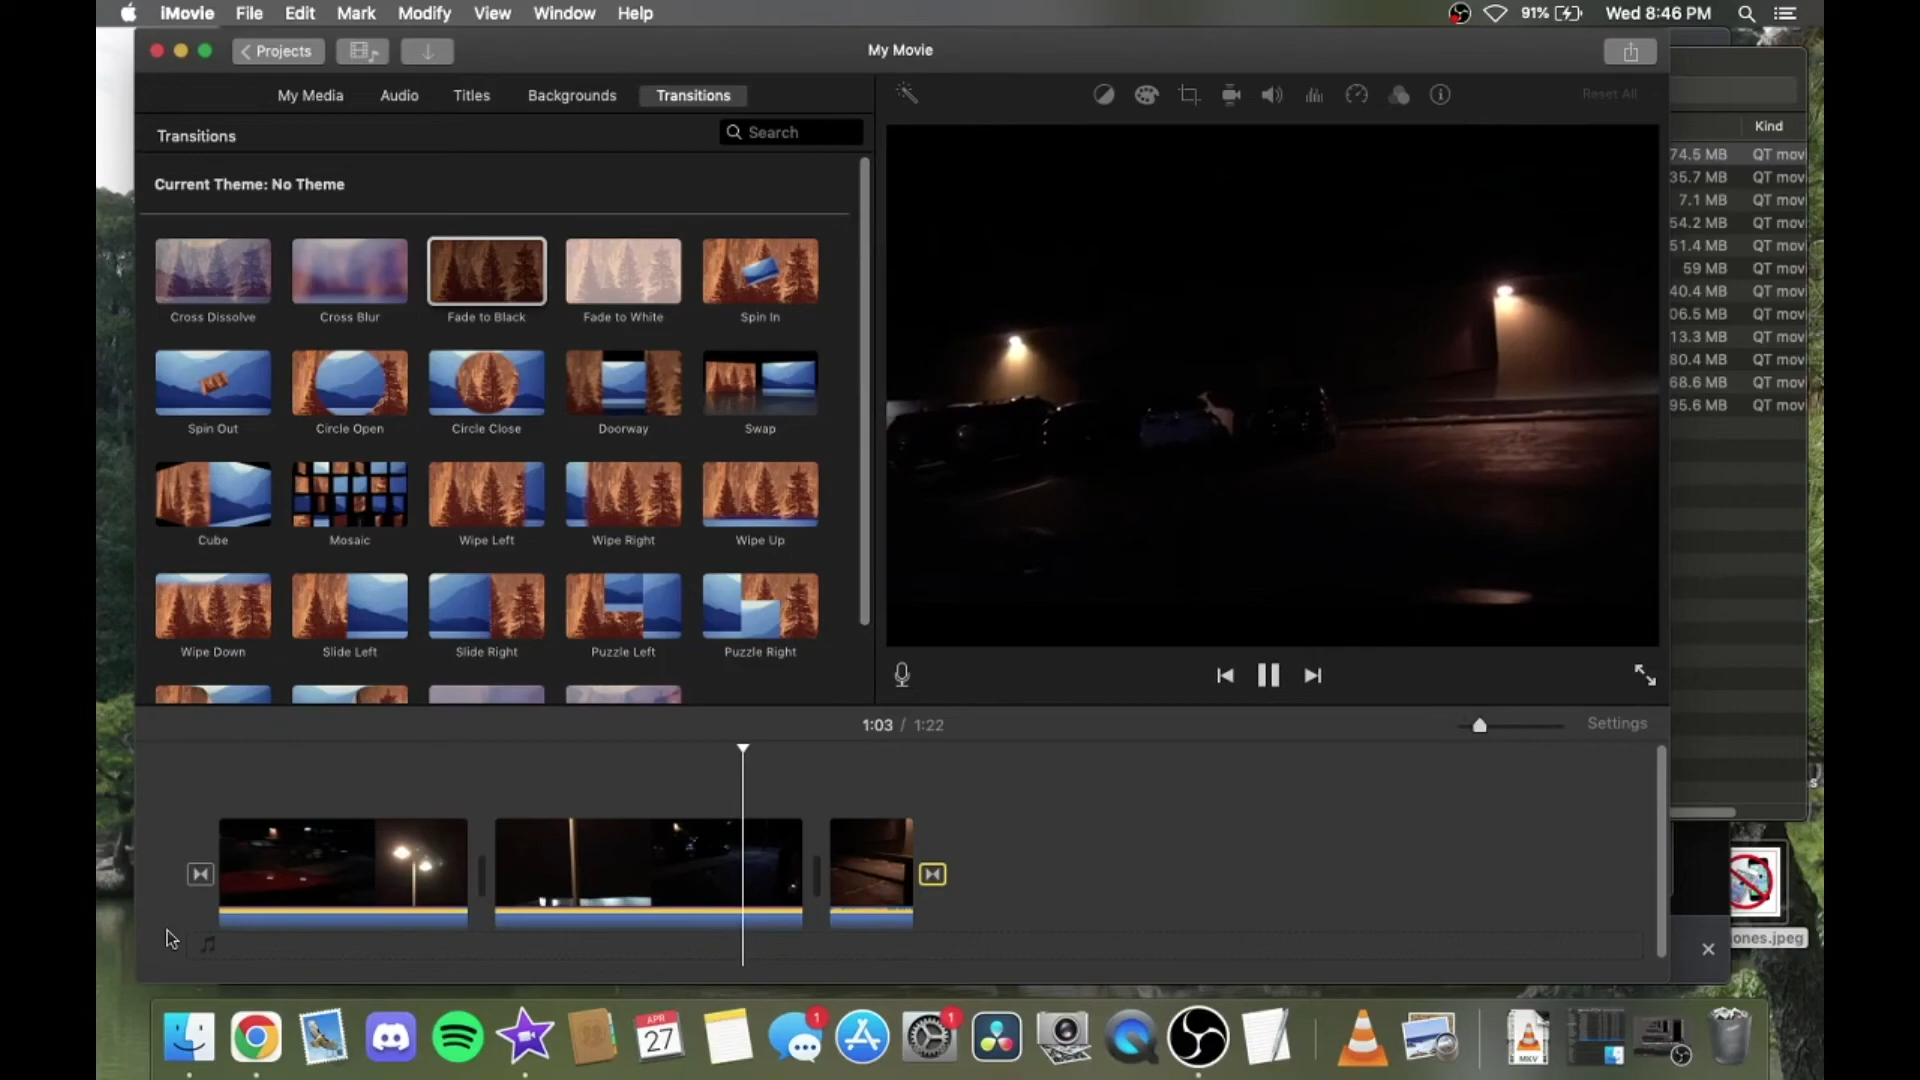 iMovie File Edit Mark Modify View Window Help 91% Wed 8:46 PM
Projects My Movie
My Media Audio Titles Backgrounds Transitions Reset All
Transitions Search
Kind
Current Theme: No Theme
74.5 MB QT mov
35.7 MB QT mov
7.1 MB QT mov
54.2 MB QT mov
51.4 MB QT mov
59 MB QT mov
40.4 MB QT mov
06.5 MB QT mov
13.3 MB QT mov
80.4 MB QT mov
68.6 MB QT mov
95.6 MB QT mov
Cross Dissolve Cross Blur Fade to Black Fade to White Spin In
Spin Out Circle Open Circle Close Doorway Swap
Cube Mosaic Wipe Left Wipe Right Wipe Up
Wipe Down Slide Left Slide Right Puzzle Left Puzzle Right
1:03 / 1:22 Settings
ones.jpeg
1 1
APR
27
MKV